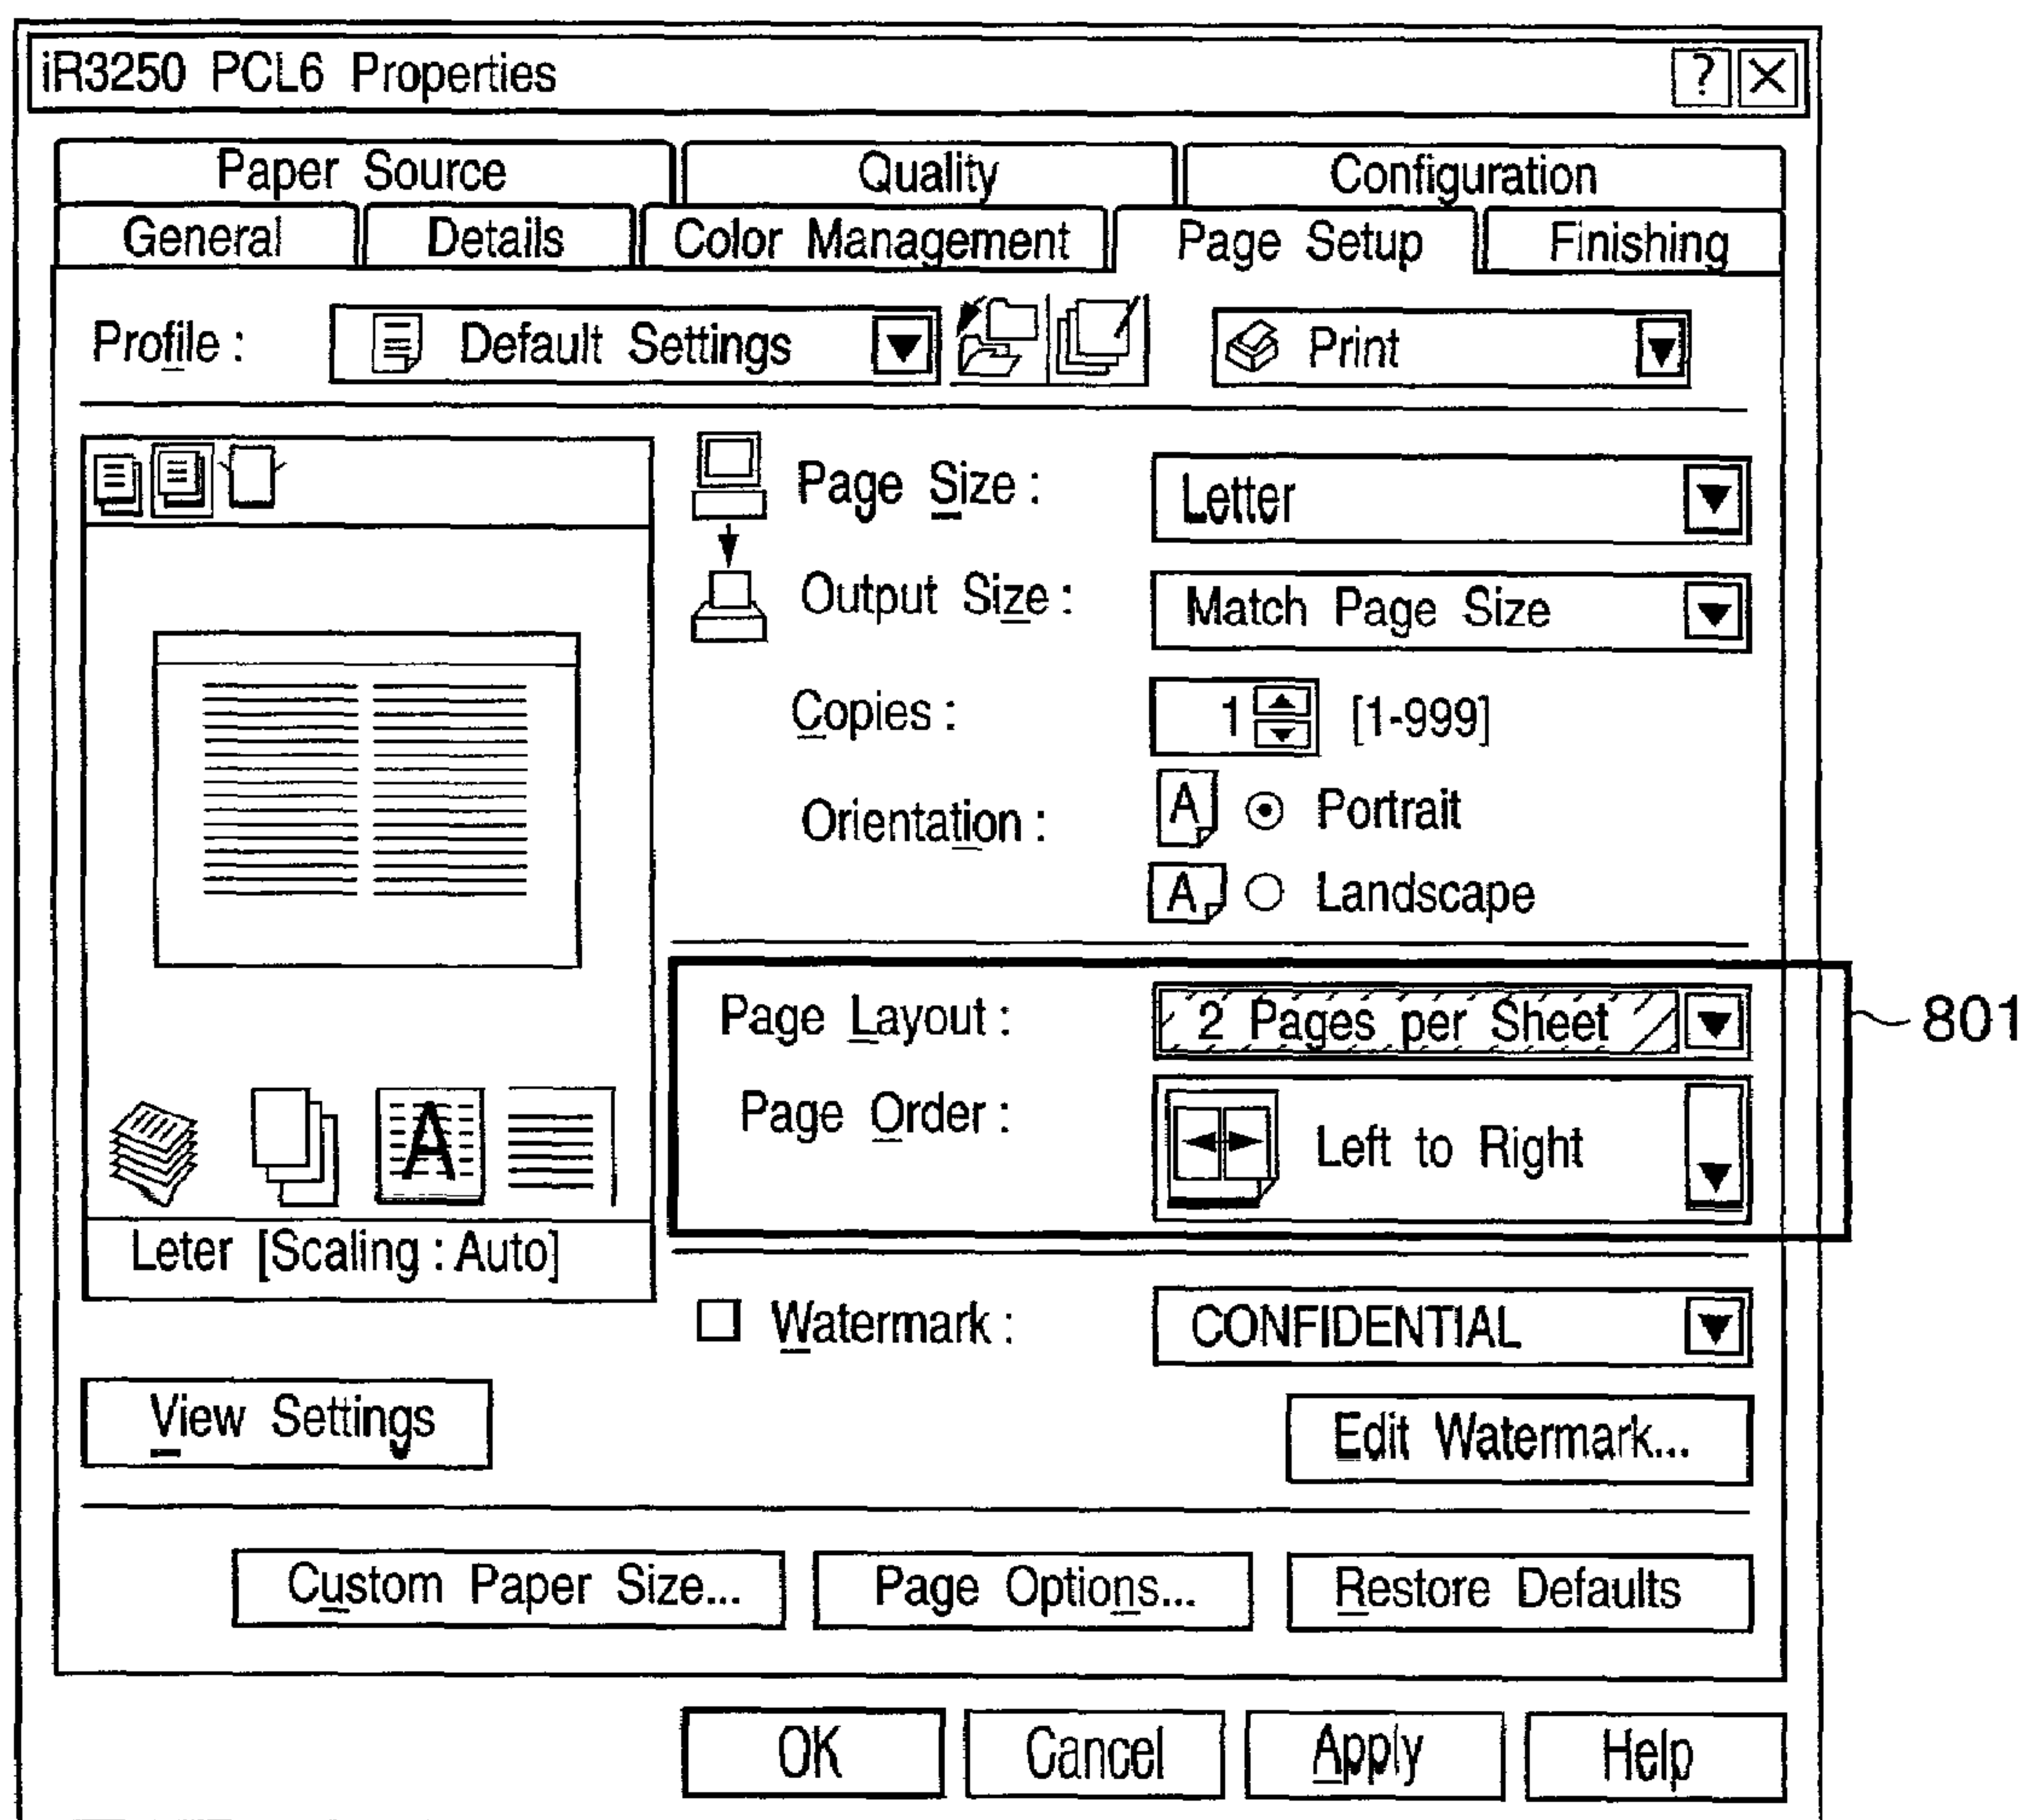 iR3250 PCL6 Properties ?
Paper Source Quality Configuration
General Details Color Management Page Setup Finishing
Profile : Default Settings Print
Page Size : Letter
Output Size : Match Page Size
Copies : 1 [1-999]
Orientation : A Portrait
A Landscape
Page Layout : 2 Pages per Sheet 801
Page Order : Left to Right
A
Leter [Scaling : Auto]
Watermark : CONFIDENTIAL
View Settings Edit Watermark...
Custom Paper Size... Page Options... Restore Defaults
OK Cancel Apply Help